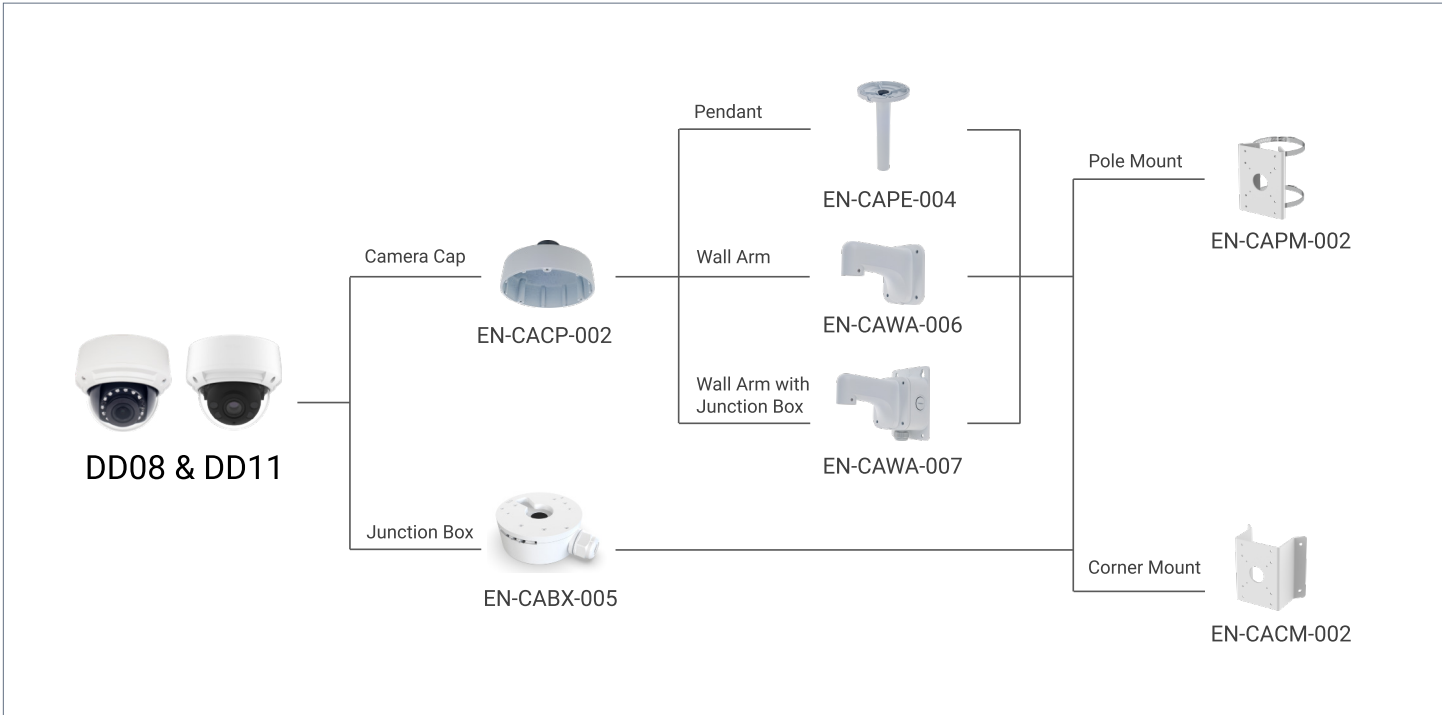 Pendant
EN-CAPE-004
Pole Mount
EN-CAPM-002
Camera Cap
EN-CACP-002
Wall Arm
EN-CAWA-006
DD08 & DD11
Wall Arm with
Junction Box
EN-CAWA-007
Junction Box
EN-CABX-005
Corner Mount
EN-CACM-002